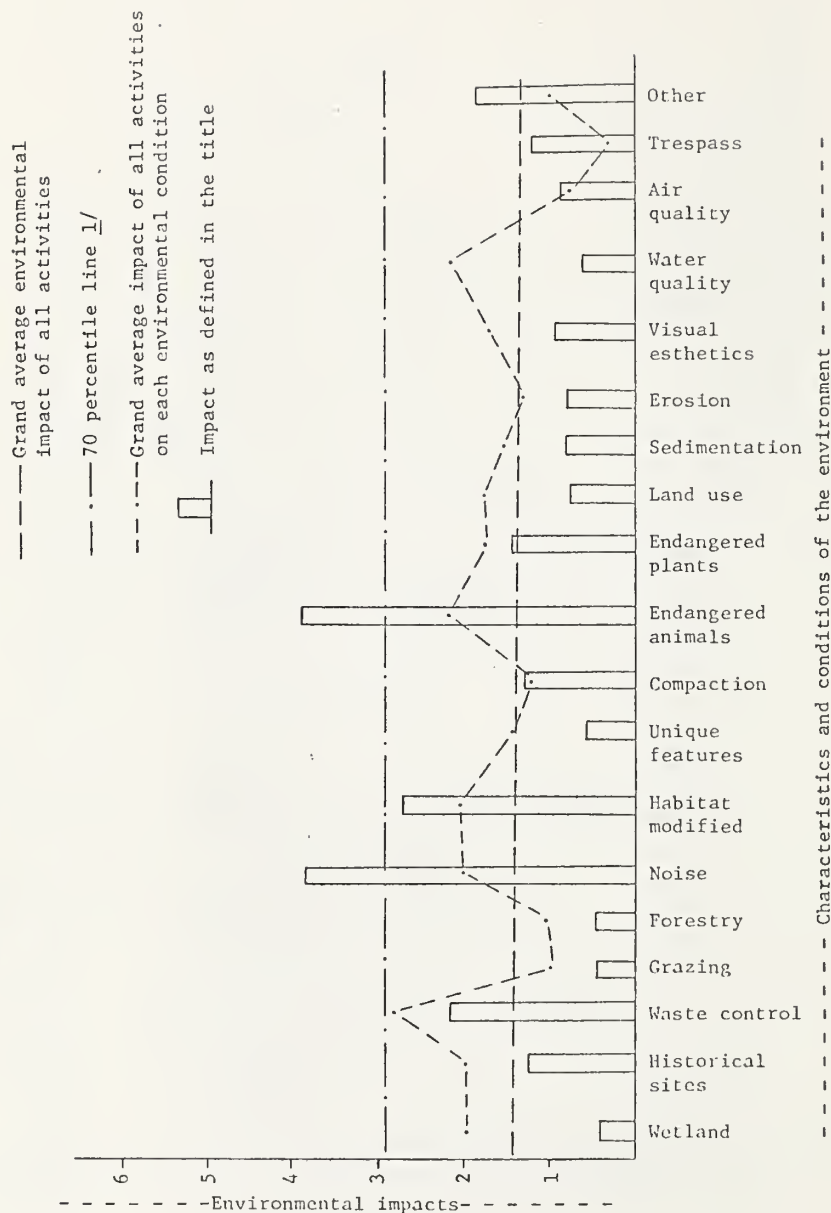 Grand average environmental
impact of all activities
70 percentile line 1/
Grand average impact of all activities
on each environmental condition
Impact as defined in the title
6
5
4
3
2
1
- - - - - - - -Environmental impacts- - - - - - - -
Other
Trespass
Air
quality
Water
quality
Visual
esthetics
Erosion
Sedimentation
Land use
Endangered
plants
Endangered
animals
Compaction
Unique
features
Habitat
modified
Noise
Forestry
Grazing
Waste control
Historical
sites
Wetland
- - - - - - - - Characteristics and conditions of the environment - - - - - - - - - -